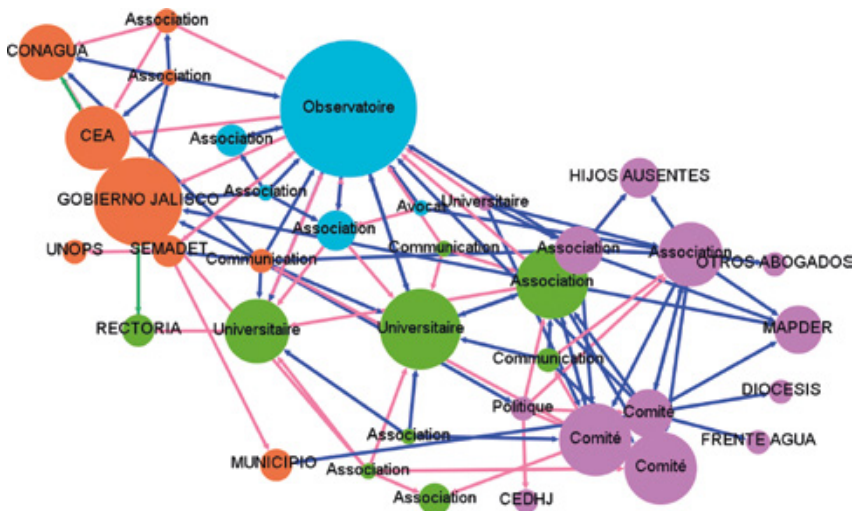 Association
CONAGUA
Association
Observatoire
CEA
Association
HIJOS AUSENTES
Association
GOBIERNO JALISCO
Avocat
Universitaire
Association
UNOPS
SEMADET
Communication
Communication
Association
Association
OTROS ABOGADOS
Association
RECTORIA
Universitaire
Universitaire
MAPDER
Communication
DIOCESIS
Politique
Comité
Association
Comité
FRENTE AGUA
MUNICIPIO
Association
Comité
Association
CEDHJ